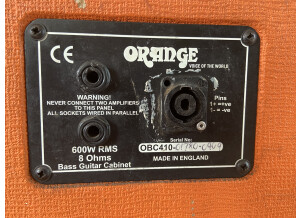 CE
ORANGE
VOICE OF THE WORLD.
WARNING!
NEVER CONNECT TWO AMPLIFIERS
TO THIS PANEL
ALL SOCKETS WIRED IN PARALLEL
Pins
1+ =+ve
1- = -ve
600W RMS
8 Ohms
Bass Guitar Cabinet
Serial No:
OBC410-
MADE IN ENGLAND